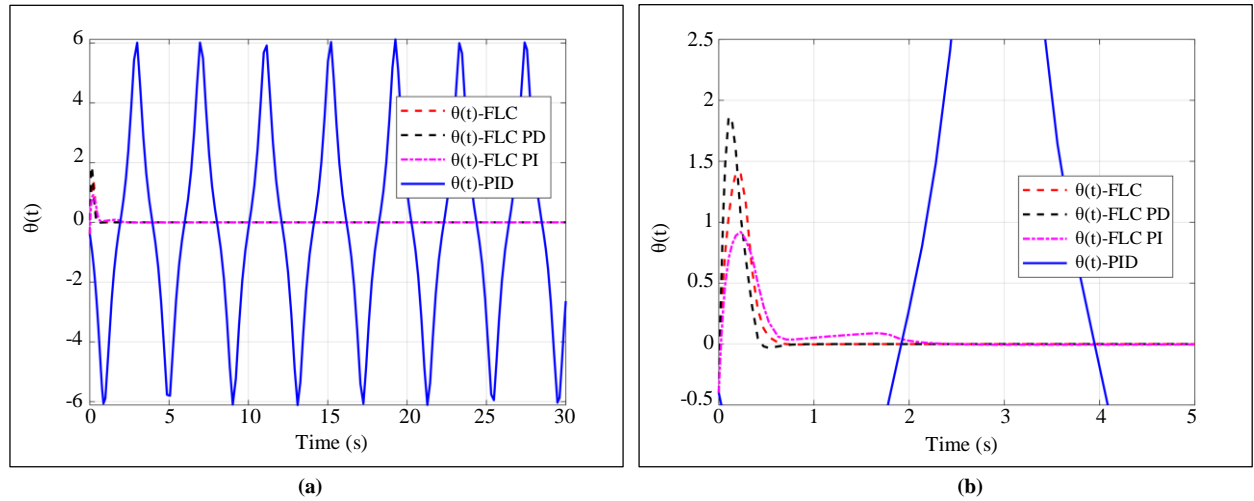 6
4
2
0
-2
-4
-6
θ(t)
0
5
10
15
20
25
30
Time (s)
θ(t)-FLC
θ(t)-FLC PD
θ(t)-FLC PI
θ(t)-PID
(a)
2.5
2
1.5
1
0.5
0
-0.5
θ(t)
0
1
2
3
4
5
Time (s)
θ(t)-FLC
θ(t)-FLC PD
θ(t)-FLC PI
θ(t)-PID
(b)